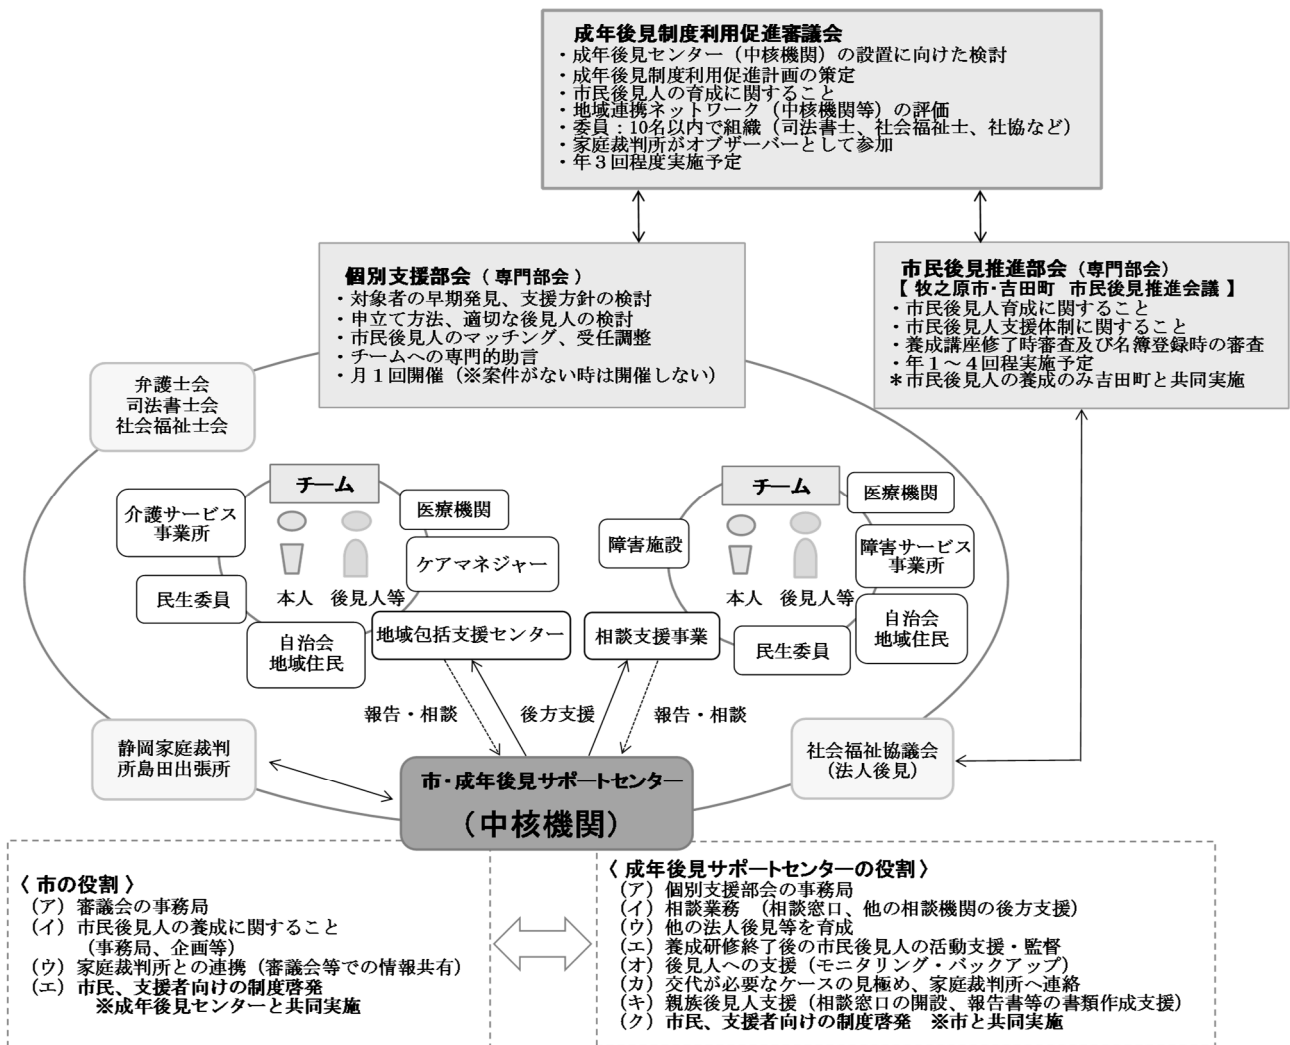 成年後見制度利用促進審議会
・成年後見センター（中核機関）の設置に向けた検討
・成年後見制度利用促進計画の策定
・市民後見人の育成に関すること
・地域連携ネットワーク（中核機関等）の評価
・委員：10名以内で組織（司法書士、社会福祉士、社協など）
・家庭裁判所がオブザーバーとして参加
・年３回程度実施予定
個別支援部会（専門部会）
・対象者の早期発見、支援方針の検討
・申立て方法、適切な後見人の検討
・市民後見人のマッチング、受任調整
・チームへの専門的助言
・月１回開催（※案件がない時は開催しない）
市民後見推進部会（専門部会）
【牧之原市・吉田町 市民後見推進会議】
・市民後見人育成に関すること
・市民後見人支援体制に関すること
・養成講座修了時審査及び名簿登録時の審査
・年１～４回程実施予定
＊市民後見人の養成のみ吉田町と共同実施
弁護士会
司法書士会
社会福祉士会
チーム
介護サービス
事業所
医療機関
ケアマネジャー
民生委員
本人
後見人等
自治会
地域住民
地域包括支援センター
チーム
医療機関
障害施設
障害サービス
事業所
本人
後見人等
自治会
地域住民
相談支援事業
民生委員
報告・相談
後方支援
報告・相談
静岡家庭裁判
所島田出張所
社会福祉協議会
（法人後見）
市・成年後見サポートセンター
（中核機関）
〈市の役割〉
（ア）審議会の事務局
（イ）市民後見人の養成に関すること
（事務局、企画等）
（ウ）家庭裁判所との連携（審議会等での情報共有）
（エ）市民、支援者向けの制度啓発
※成年後見センターと共同実施
〈成年後見サポートセンターの役割〉
（ア）個別支援部会の事務局
（イ）相談業務　（相談窓口、他の相談機関の後方支援）
（ウ）他の法人後見等を育成
（エ）養成研修終了後の市民後見人の活動支援・監督
（オ）後見人への支援（モニタリング・バックアップ）
（カ）交代が必要なケースの見極め、家庭裁判所へ連絡
（キ）親族後見人支援（相談窓口の開設、報告書等の書類作成支援）
（ク）市民、支援者向けの制度啓発　※市と共同実施